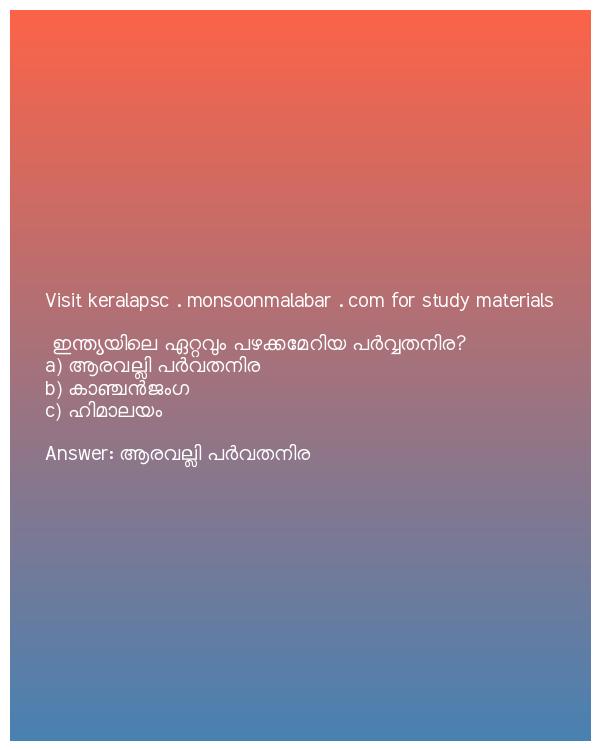 Visit keralapsc . monsoonmalabar . com for study materials
ഇന്ത്യയിലെ ഏറ്റവും പഴക്കമേറിയ പർവ്വതനിര?
a) ആരവല്ലി പർവതനിര
b) കാഞ്ചൻജംഗ
c) ഹിമാലയം
Answer: ആരവല്ലി പർവതനിര